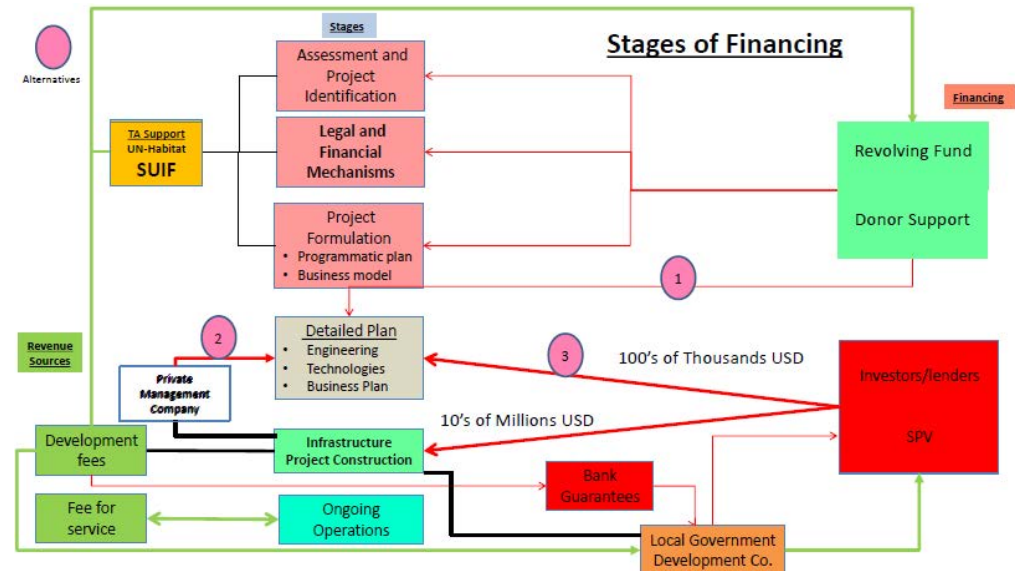 Stages
Stages of Financing
Alternatives
Assessment and
Project
Identification
Financing
TA Support
UN-Habitat
SUIF
Legal and
Financial
Mechanisms
Revolving Fund
Donor Support
Project
Formulation
• Programmatic plan
• Business model
1
Detailed Plan
• Engineering
• Technologies
• Business Plan
2
3
100's of Thousands USD
Revenue
Sources
Private
Management
Company
Investors/lenders
SPV
10's of Millions USD
Development
fees
Infrastructure
Project Construction
Bank
Guarantees
Fee for
service
Ongoing
Operations
Local Government
Development Co.